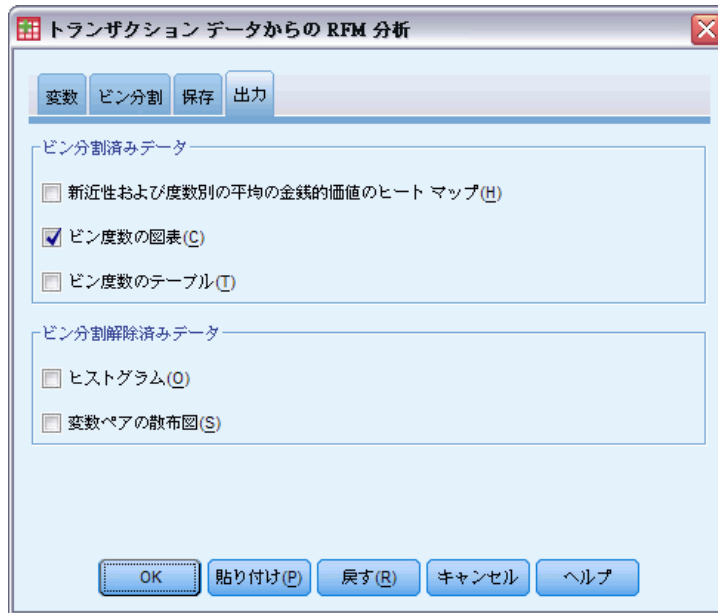 トランザクション データからの RFM 分析
変数 ビン分割 保存 出力
ビン分割済みデータ
新近性および度数別の平均の金銭的価値のヒート マップ(H)
ビン度数の図表(C)
ビン度数のテーブル(T)
ビン分割解除済みデータ
ヒストグラム(O)
変数ペアの散布図(S)
OK 貼り付け(P) 戻す(R) キャンセル ヘルプ